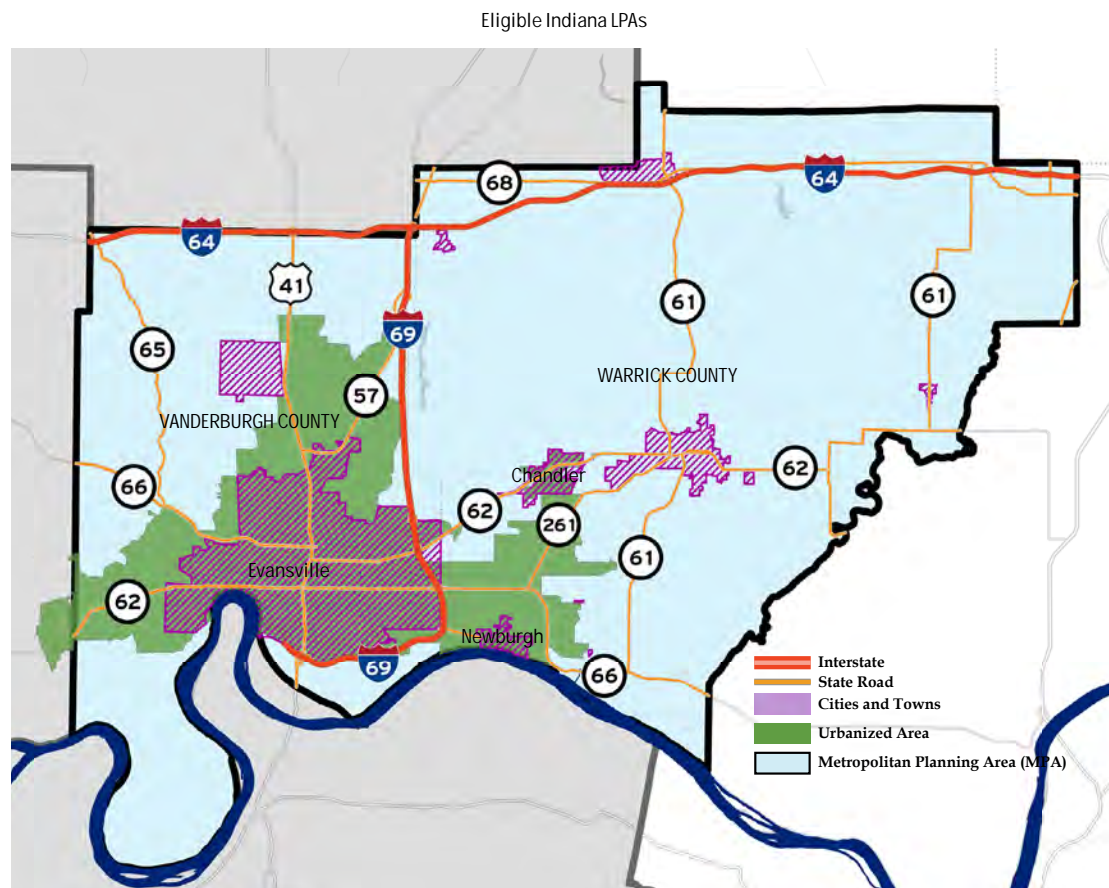 Eligible Indiana LPAs
68
64
64
41
61
61
69
65
WARRICK COUNTY
57
VANDERBURGH COUNTY
62
Chandler
66
62
261
61
Evansville
62
Newburgh
69
66
Interstate
State Road
Cities and Towns
Urbanized Area
Metropolitan Planning Area (MPA)